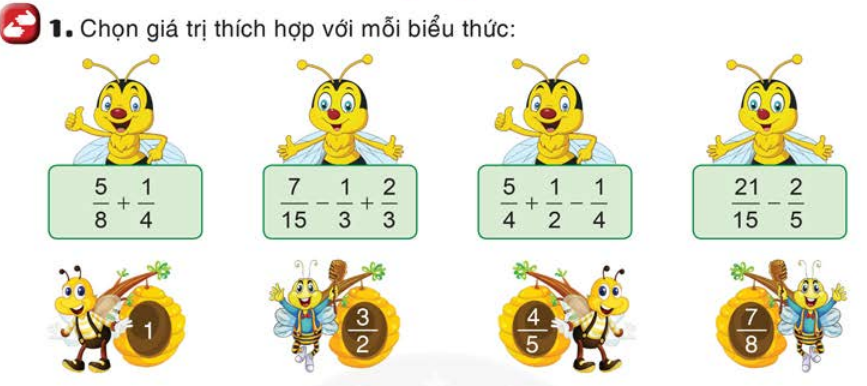 1. Chọn giá trị thích hợp với mỗi biểu thức:
5/8 + 1/4
7/15 − 1/3 + 2/3
5/4 + 1/2 − 1/4
21/15 − 2/5
1
3/2
4/5
7/8